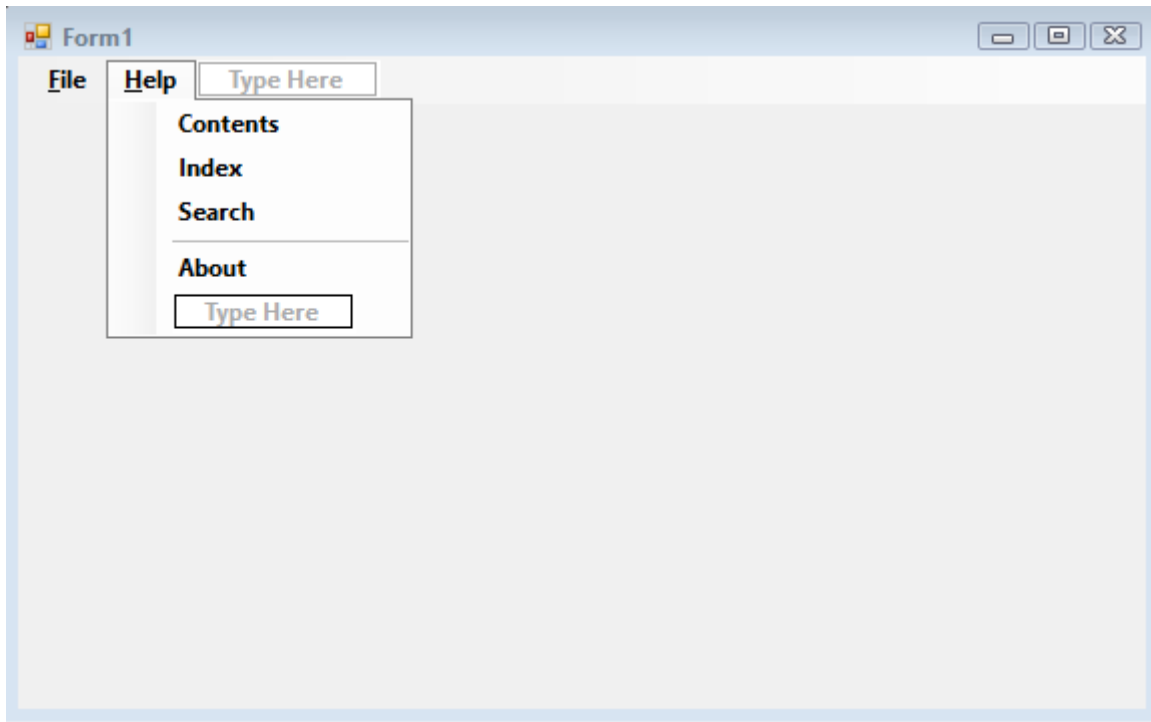 Form1
File Help Type Here
Contents
Index
Search
About
Type Here